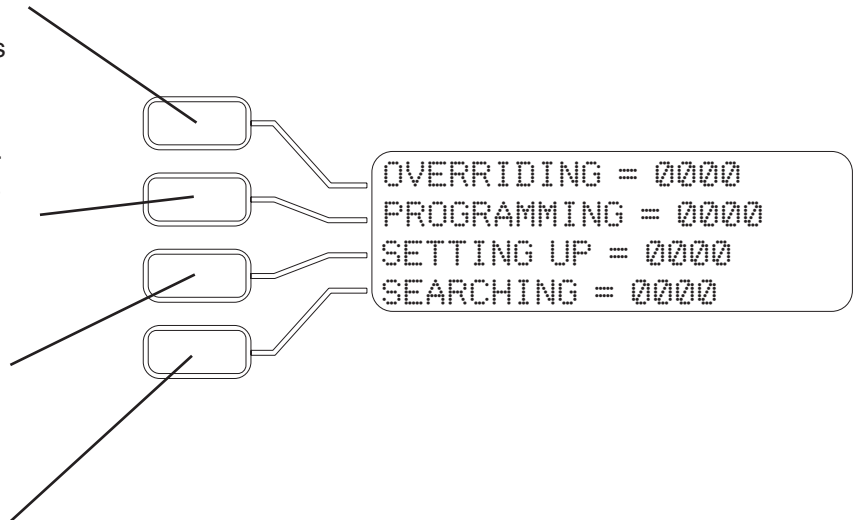 s
OVERRIDING = 0000
PROGRAMMING = 0000
SETTING UP = 0000
SEARCHING = 0000